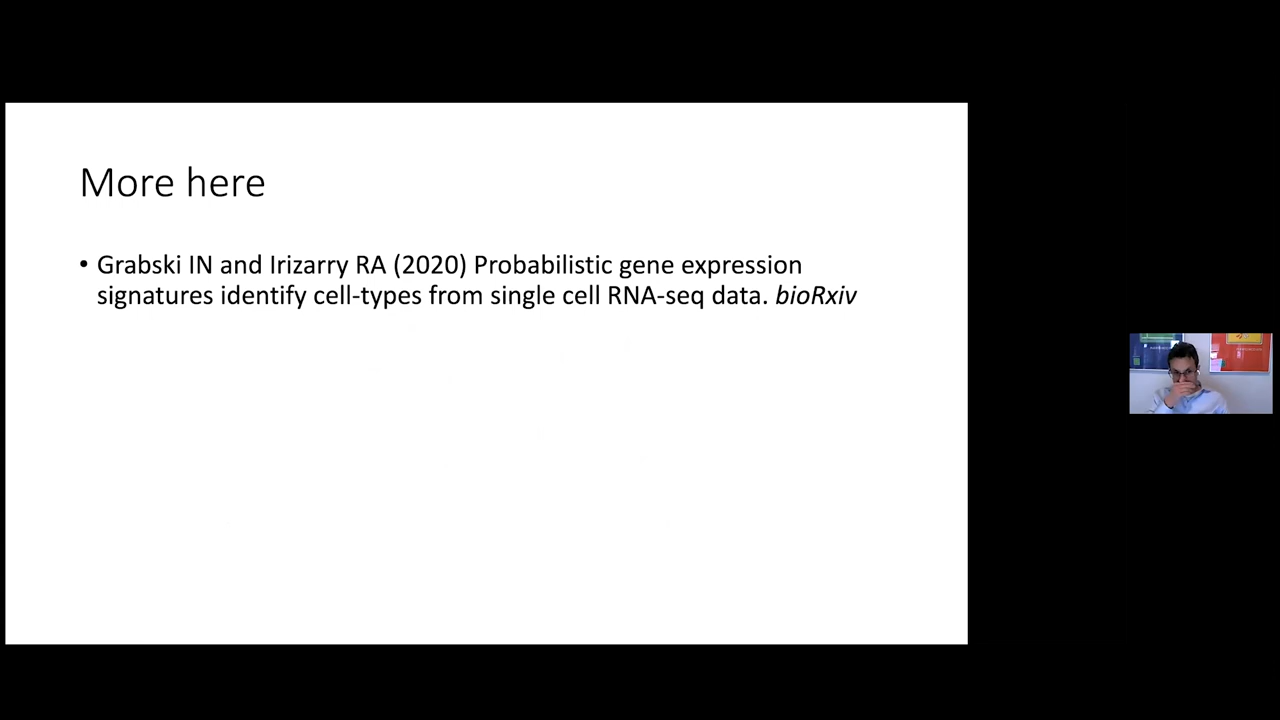 More here
• Grabski IN and Irizarry RA (2020) Probabilistic gene expression
signatures identify cell-types from single cell RNA-seq data. bioRxiv